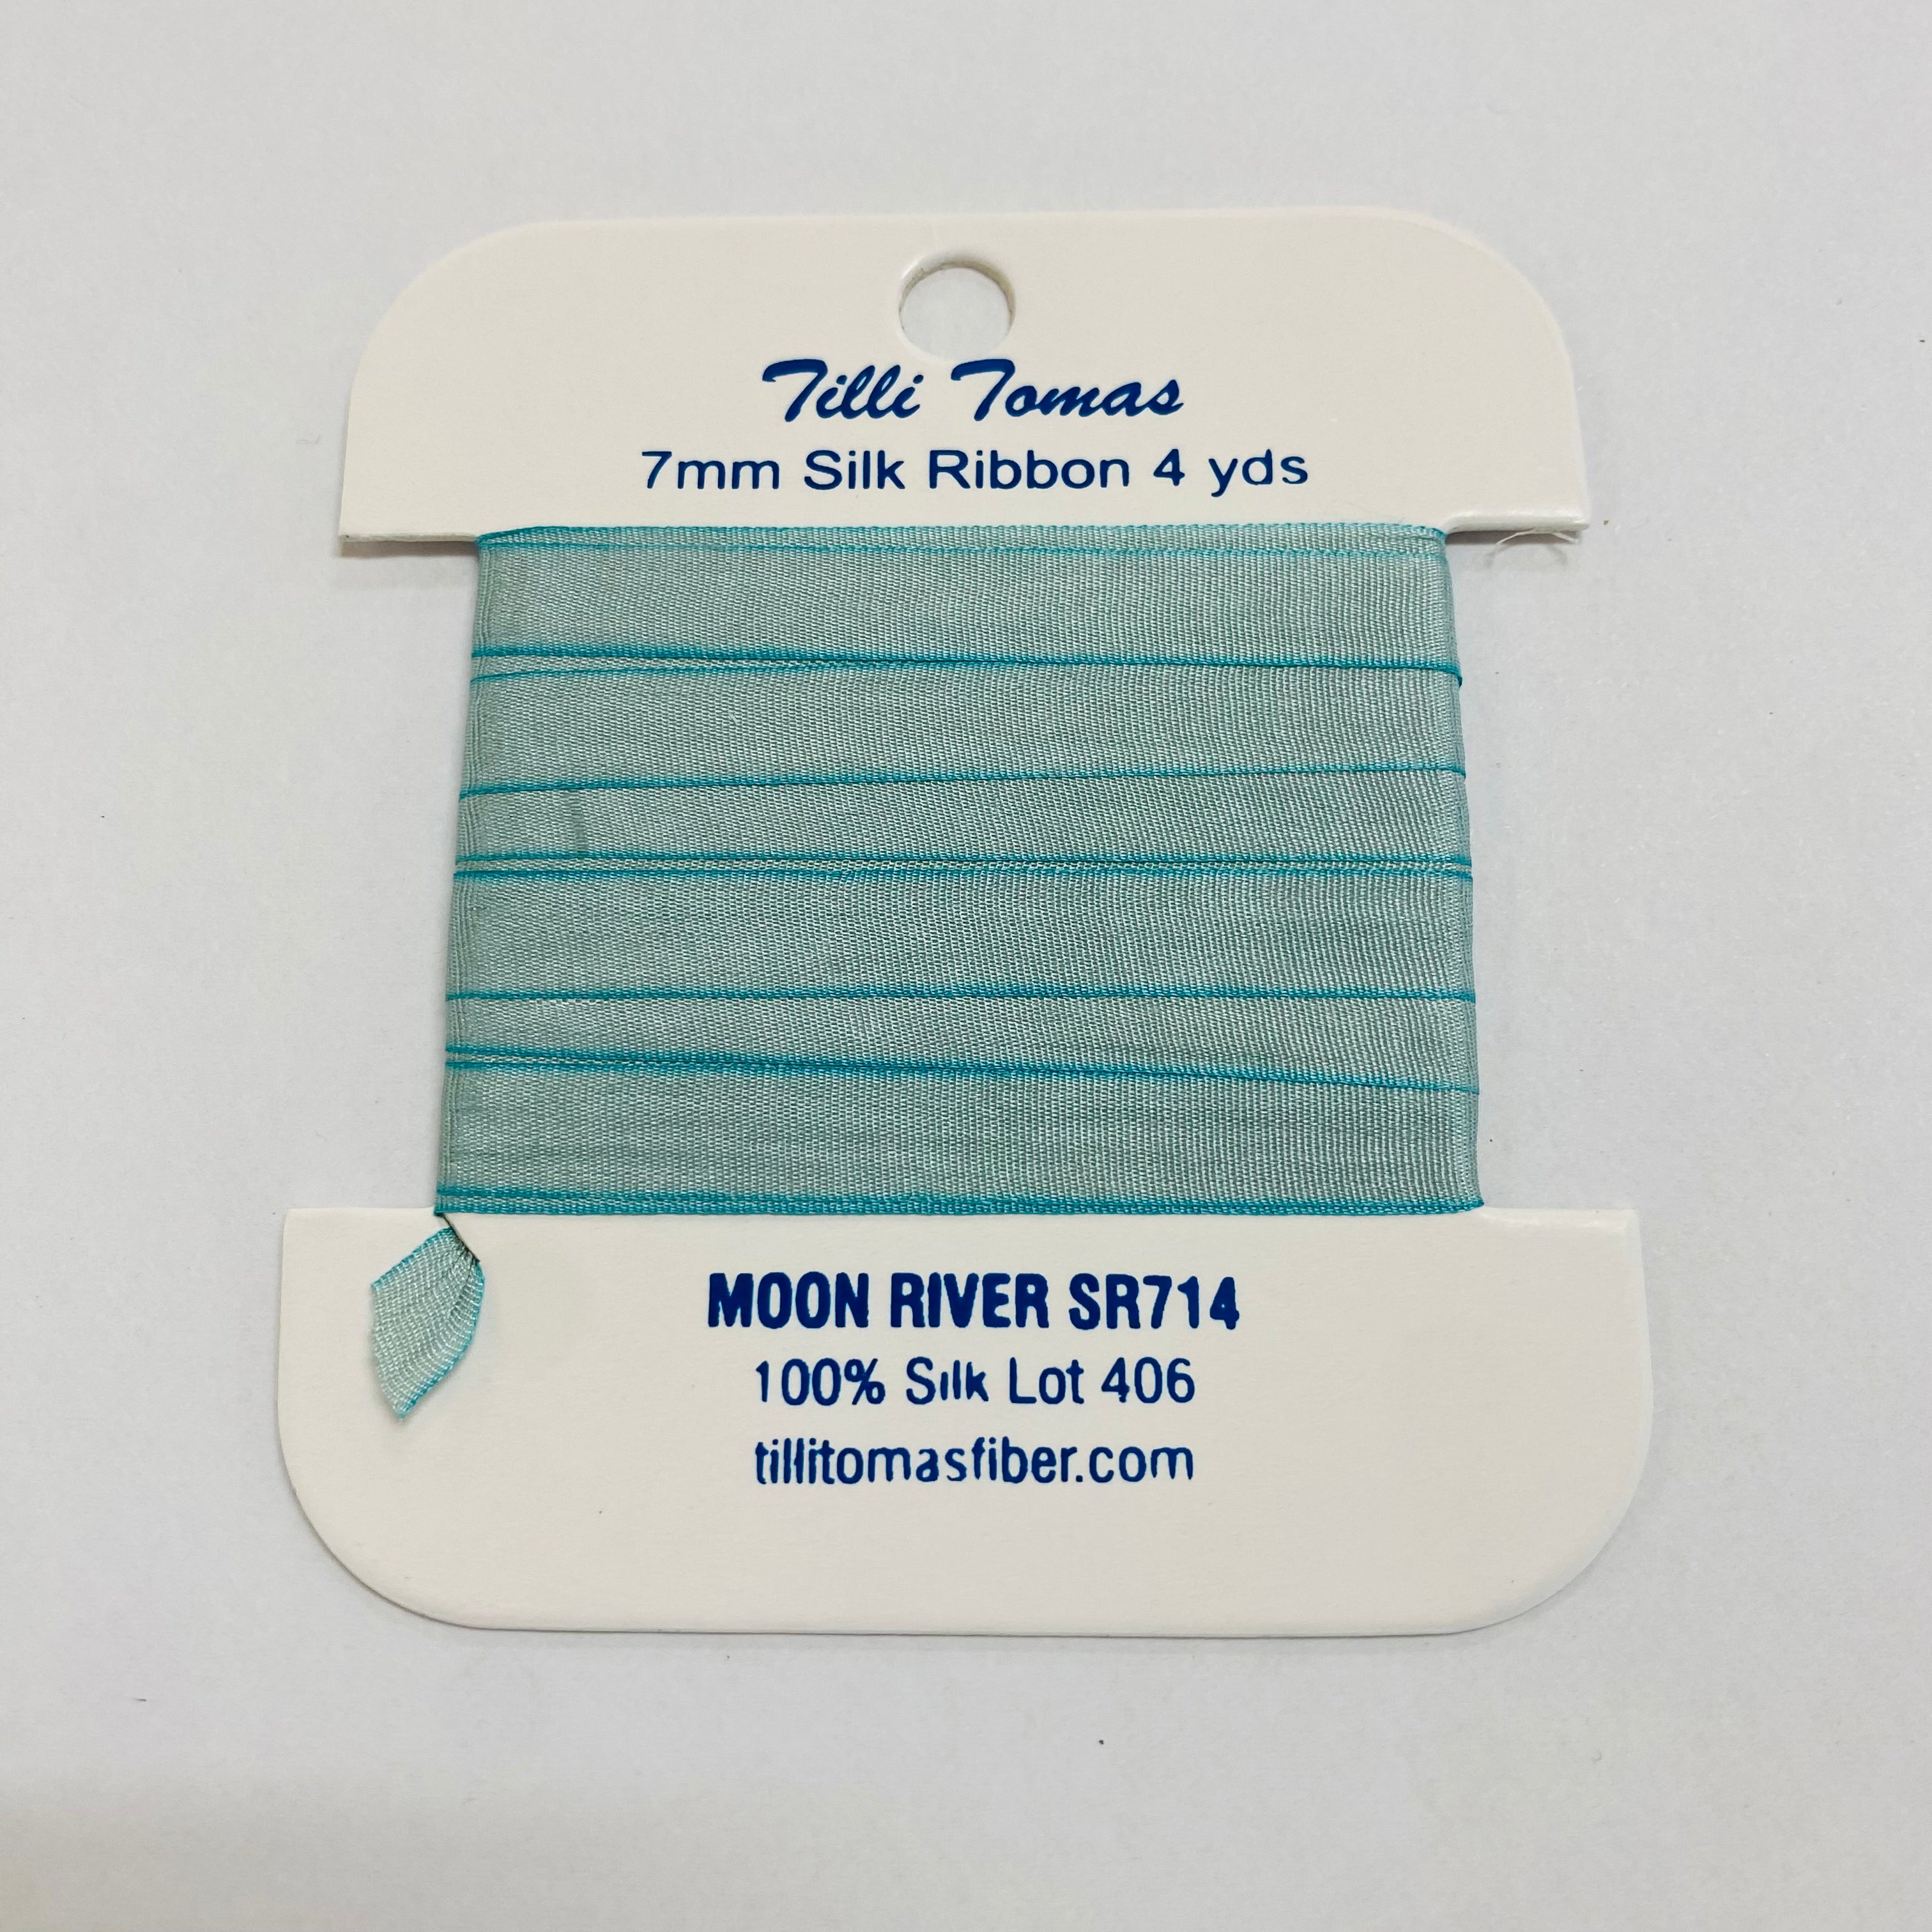 Tilli Tomas
7mm Silk Ribbon 4 yds
MOON RIVER SR714
100% Silk Lot 406
tillitomasfiber.com